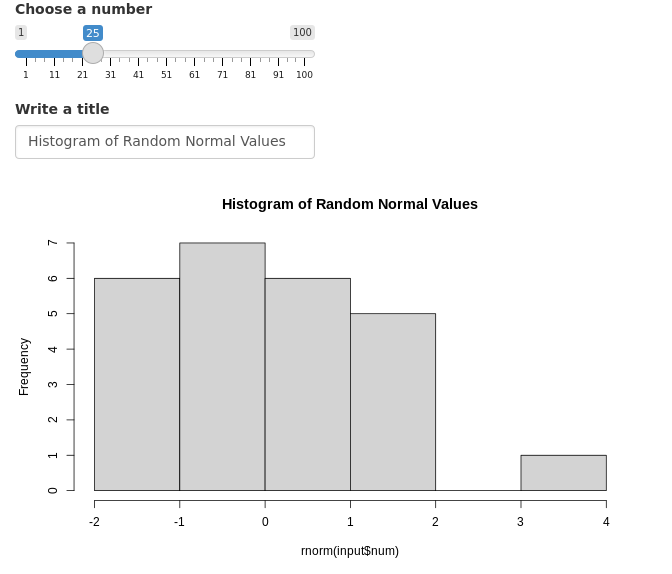 Choose a number
1 25 100
1 11 21 31 41 51 61 71 81 91 100
Write a title
Histogram of Random Normal Values
Histogram of Random Normal Values
Frequency
7
6
5
4
3
2
1
0
-2 -1 0 1 2 3 4
rnorm(input$num)